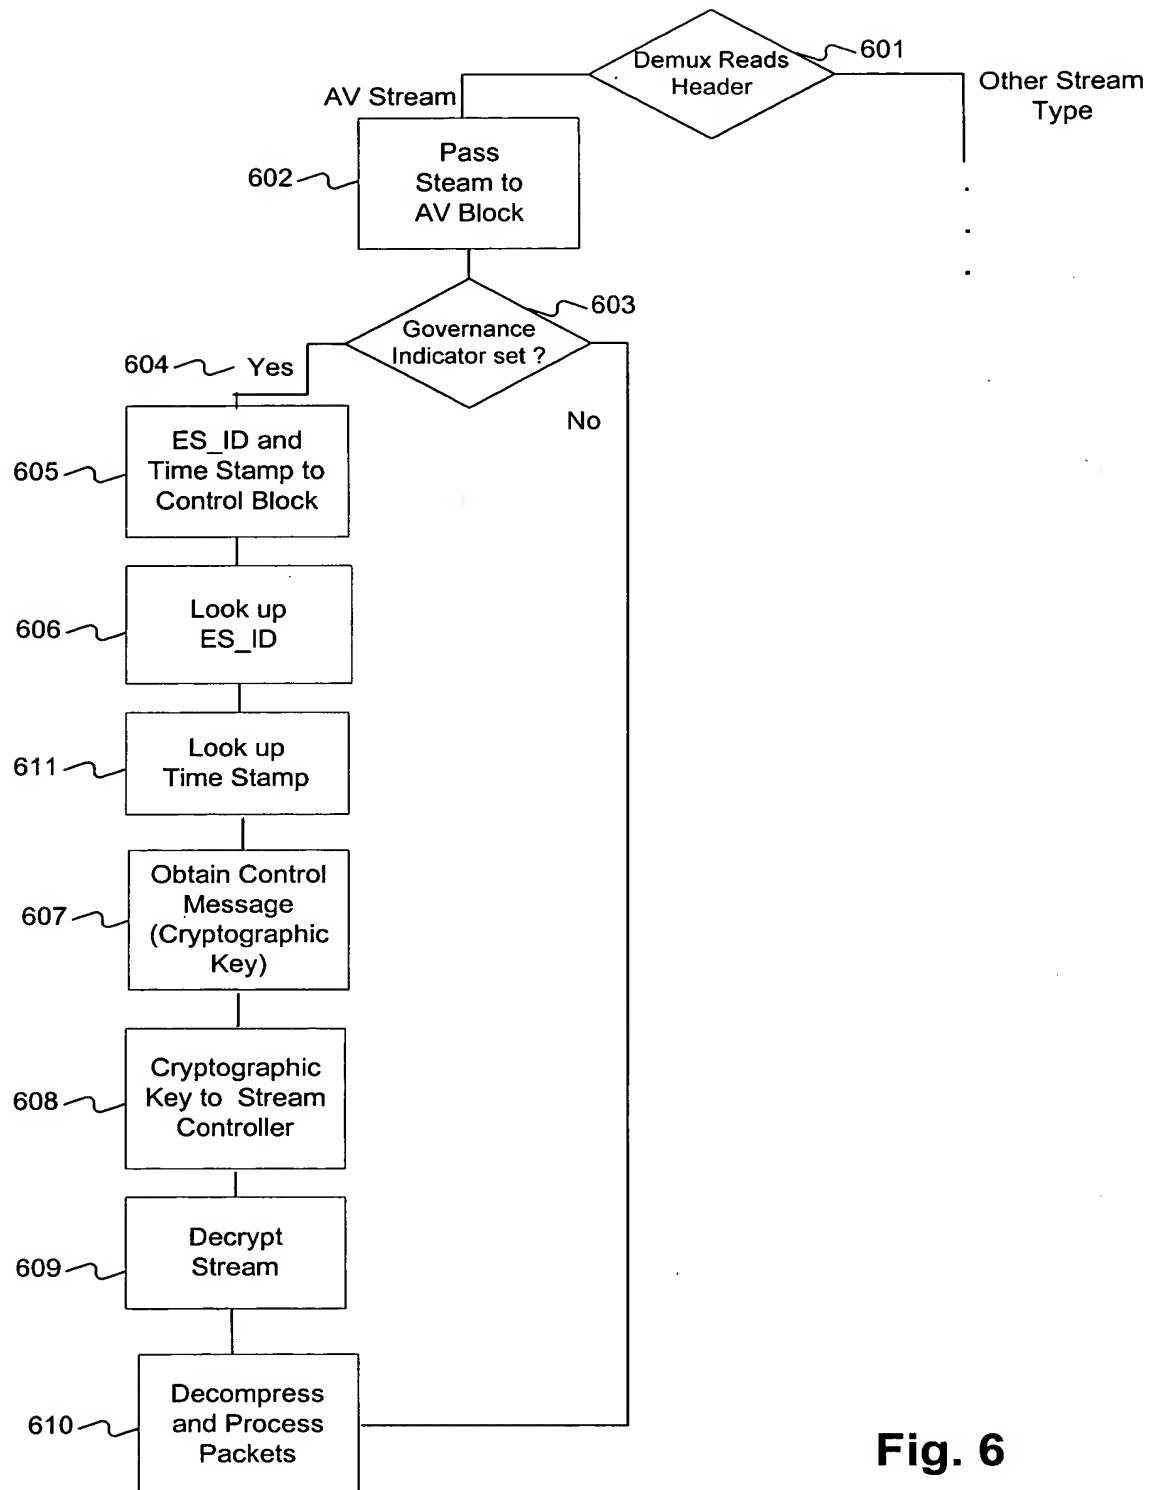 Demux Reads
Header
601
AV Stream
Other Stream
Type
Pass
Steam to
AV Block
602
603
Governance
Indicator set ?
604
Yes
No
ES_ID and
Time Stamp to
Control Block
605
Look up
ES_ID
606
Look up
Time Stamp
611
Obtain Control
Message
(Cryptographic
Key)
607
Cryptographic
Key to Stream
Controller
608
Decrypt
Stream
609
Decompress
and Process
Packets
610
Fig. 6